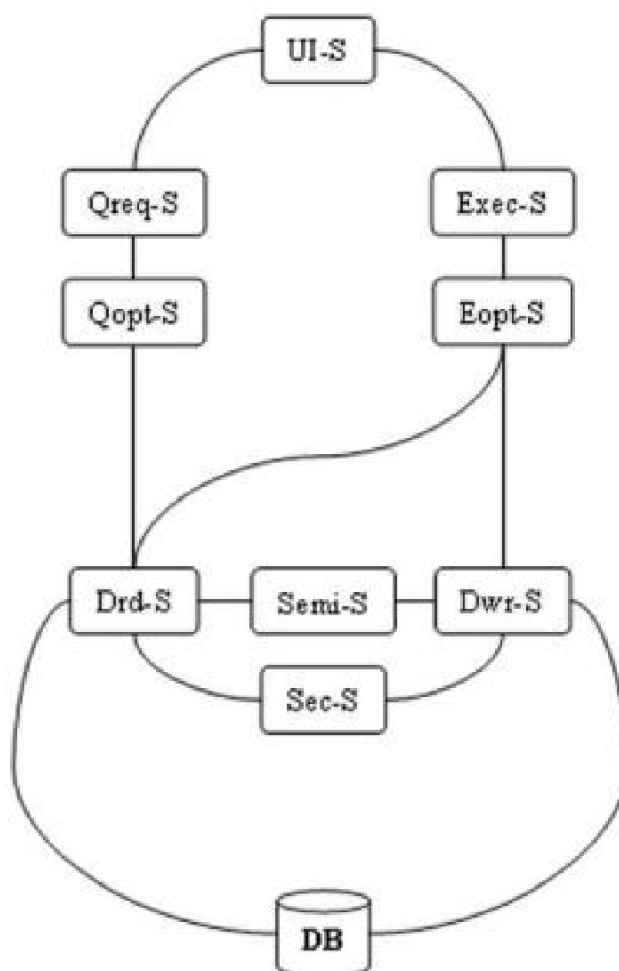 UI-S
Qreq-S
Exec-S
Qopt-S
Eopt-S
Drd-S
Semi-S
Dwr-S
Sec-S
DB